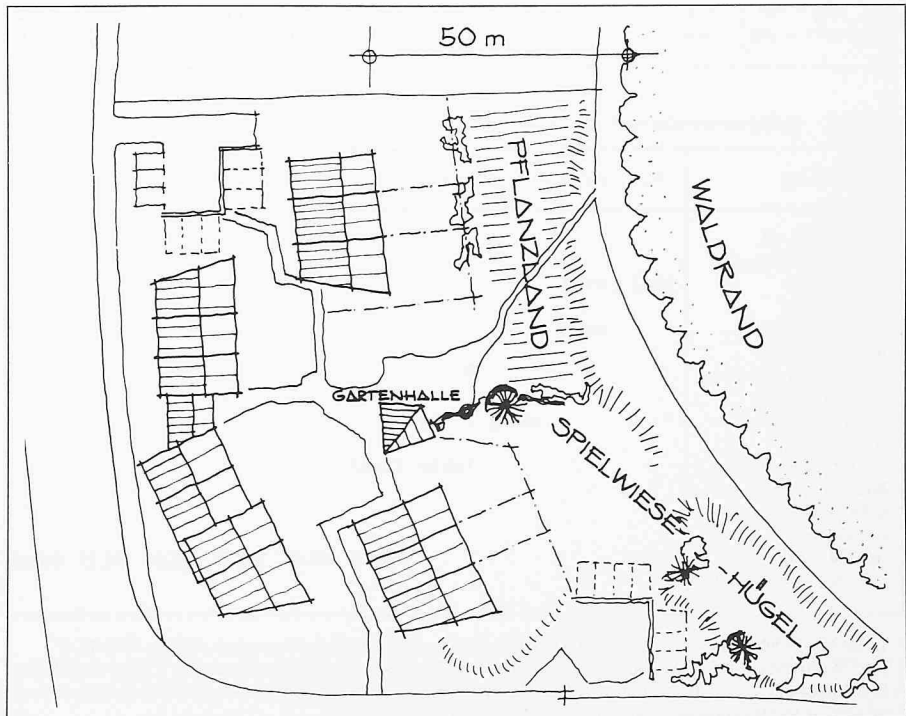 50 m
PFLANZLAND
WALDRAND
GARTENHALLE
SPIELWIESE
- HÜGEL